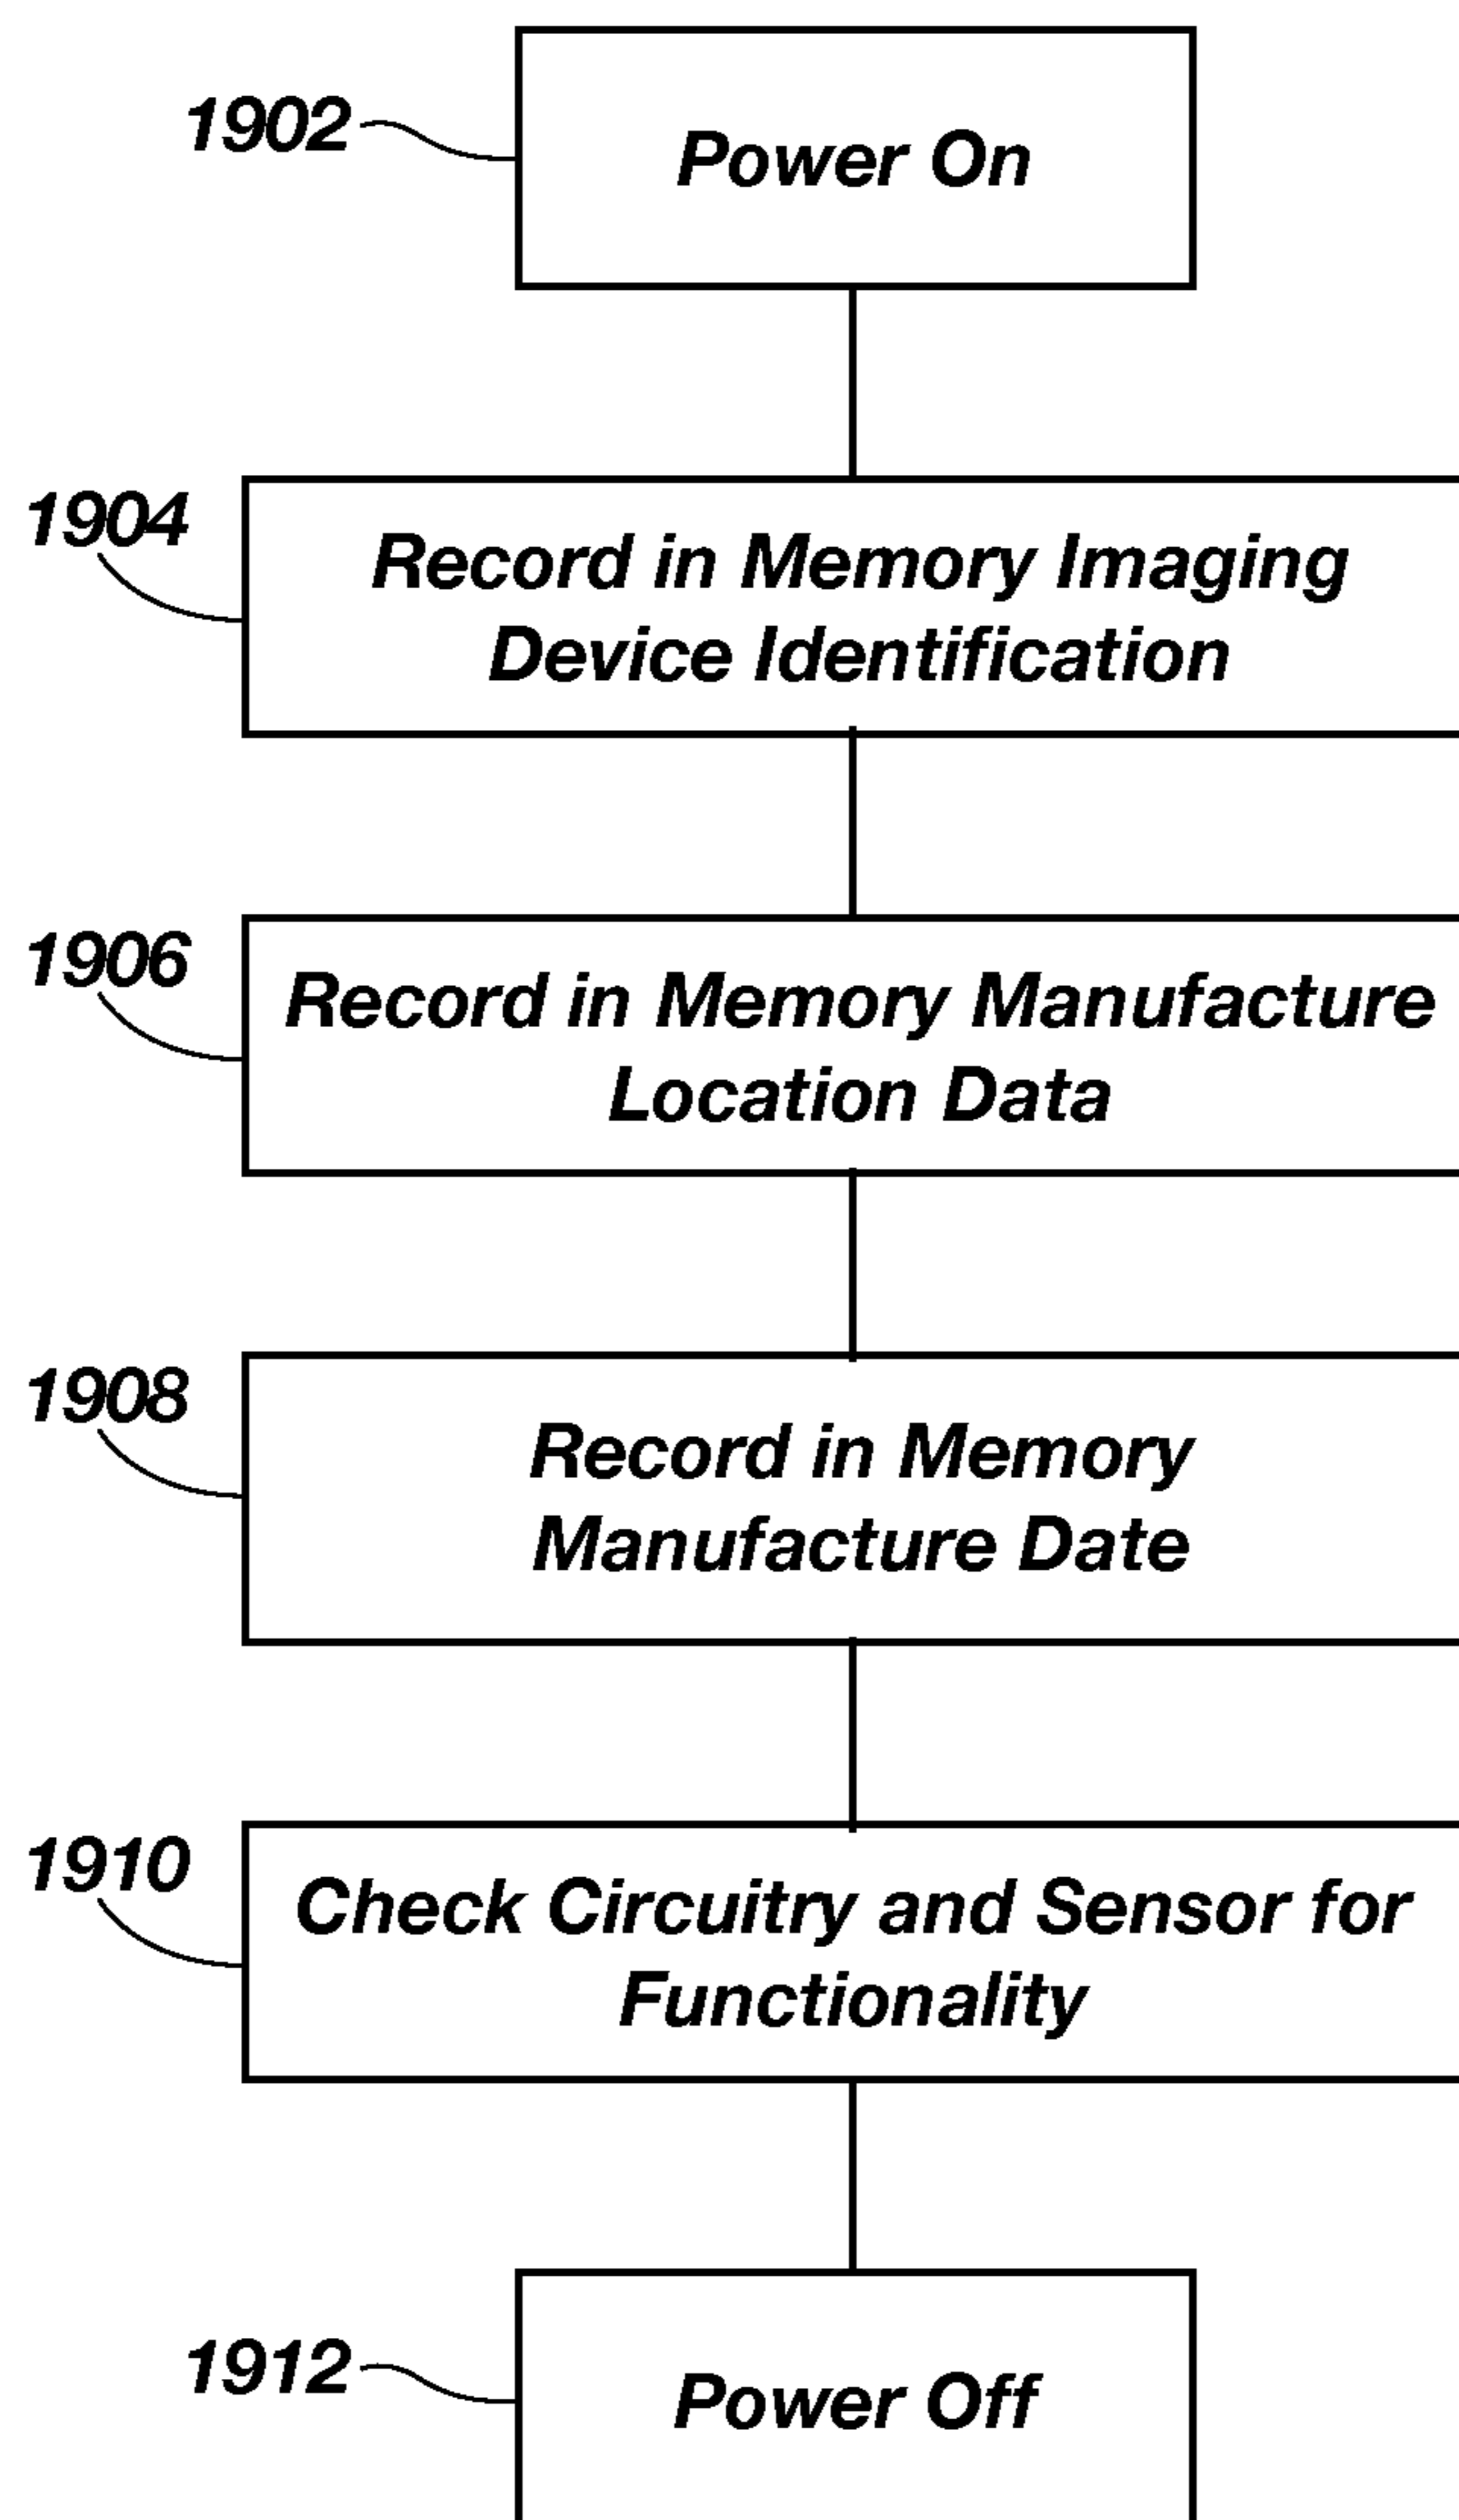 1902
Power On
1904
Record in Memory Imaging
Device Identification
1906
Record in Memory Manufacture
Location Data
1908
Record in Memory
Manufacture Date
1910
Check Circuitry and Sensor for
Functionality
1912
Power Off